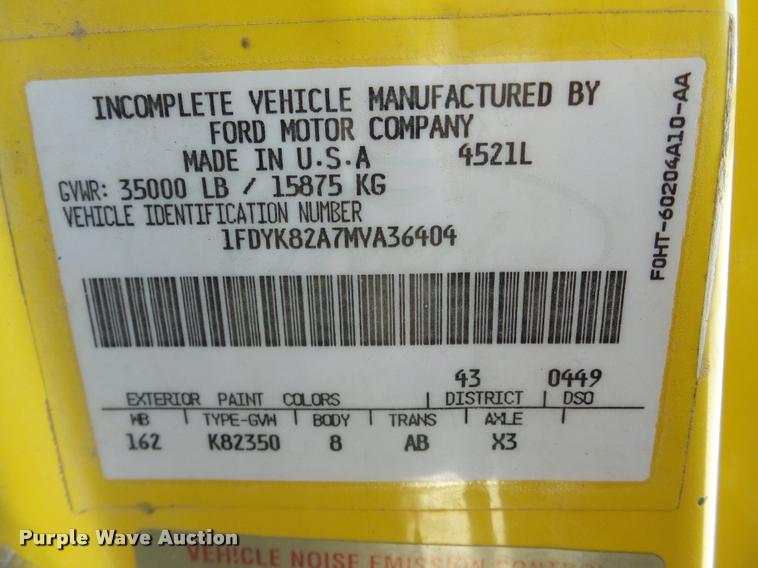 INCOMPLETE VEHICLE MANUFACTURED BY
FORD MOTOR COMPANY
MADE IN U.S.A 4521L
GVWR: 35000 LB / 15875 KG
VEHICLE IDENTIFICATION NUMBER
1FDYK82A7MVA36404
F0HT-60204A10-AA
43 0449
EXTERIOR PAINT COLORS DISTRICT DSO
WB TYPE-GVW BODY TRANS AXLE
162 K82350 8 AB X3
Purple Wave Auction
VEHICLE NOISE EMISSION CONTROL